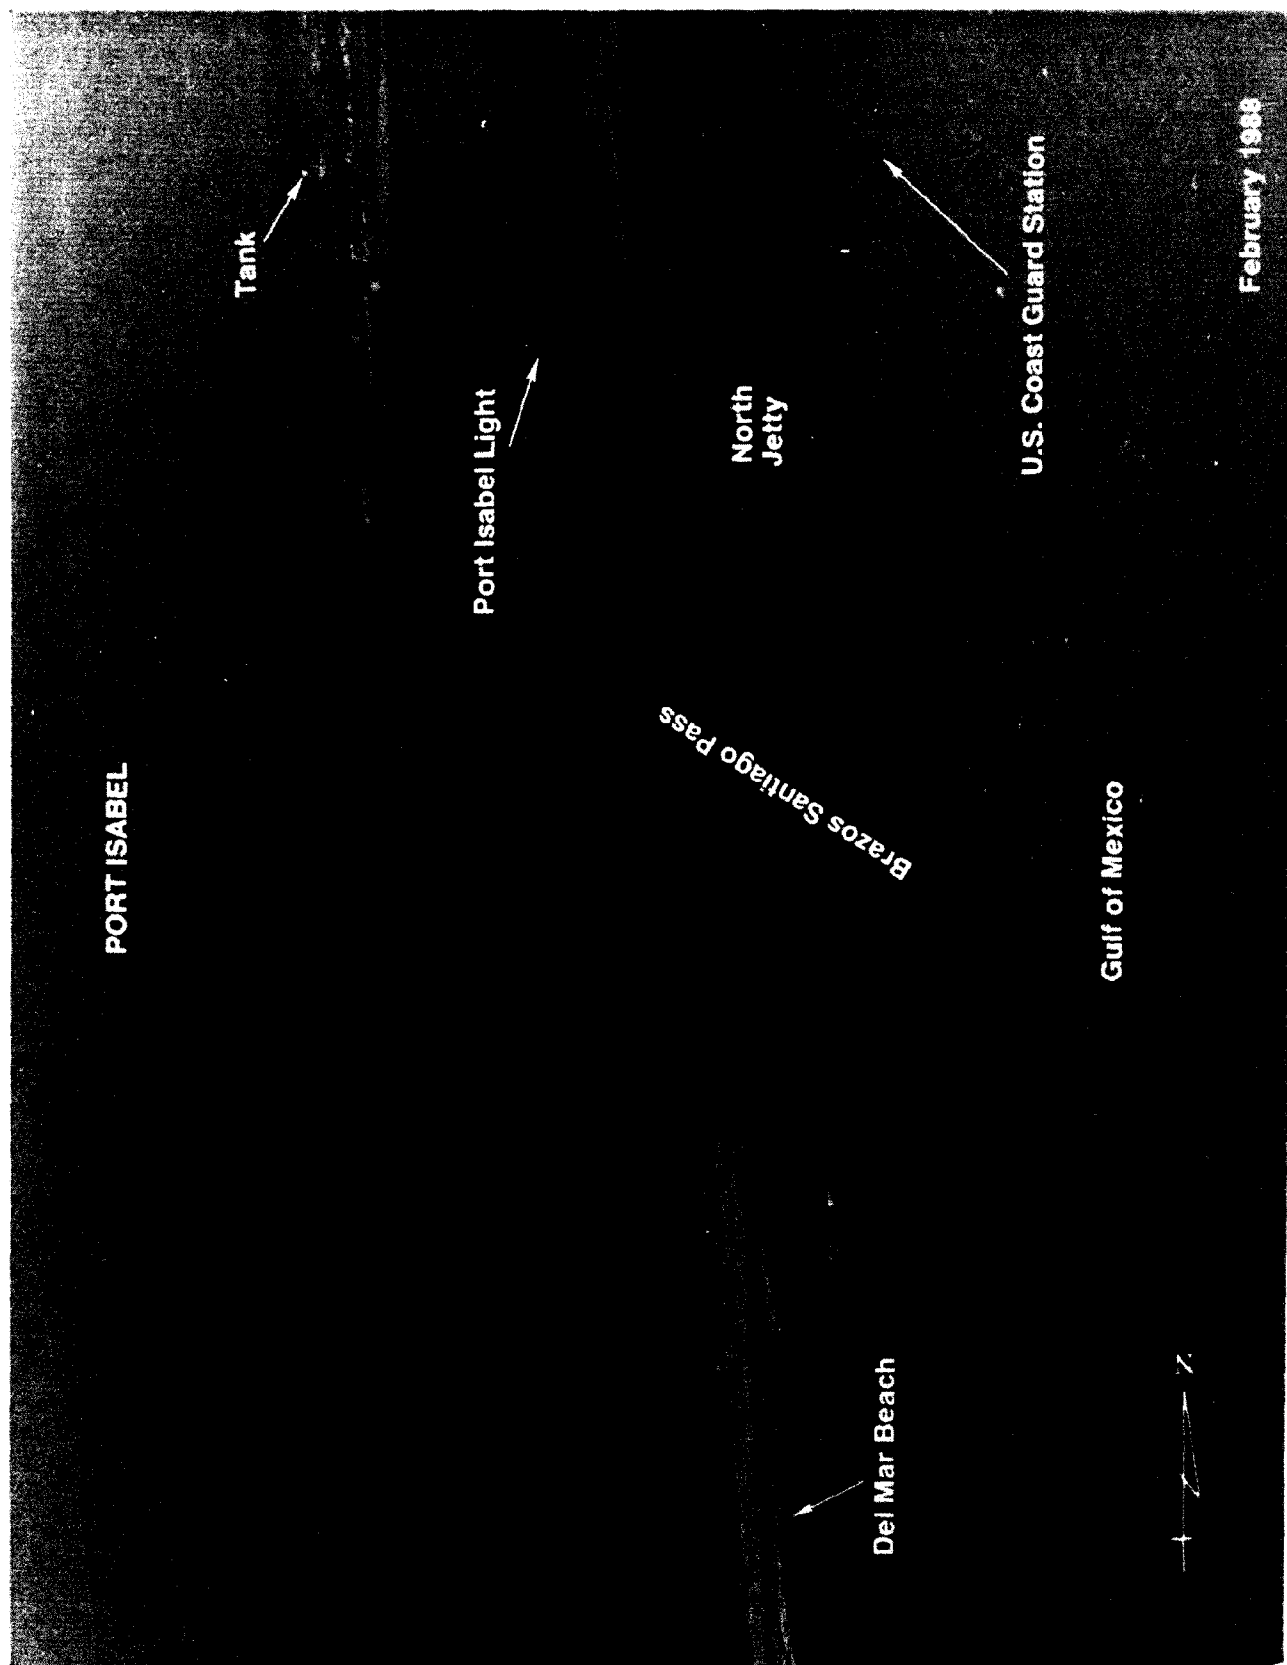 PORT ISABEL
Tank
Port Isabel Light
Brazos Santiago Pass
North
Jetty
Del Mar Beach
U.S. Coast Guard Station
Gulf of Mexico
N
February 1988